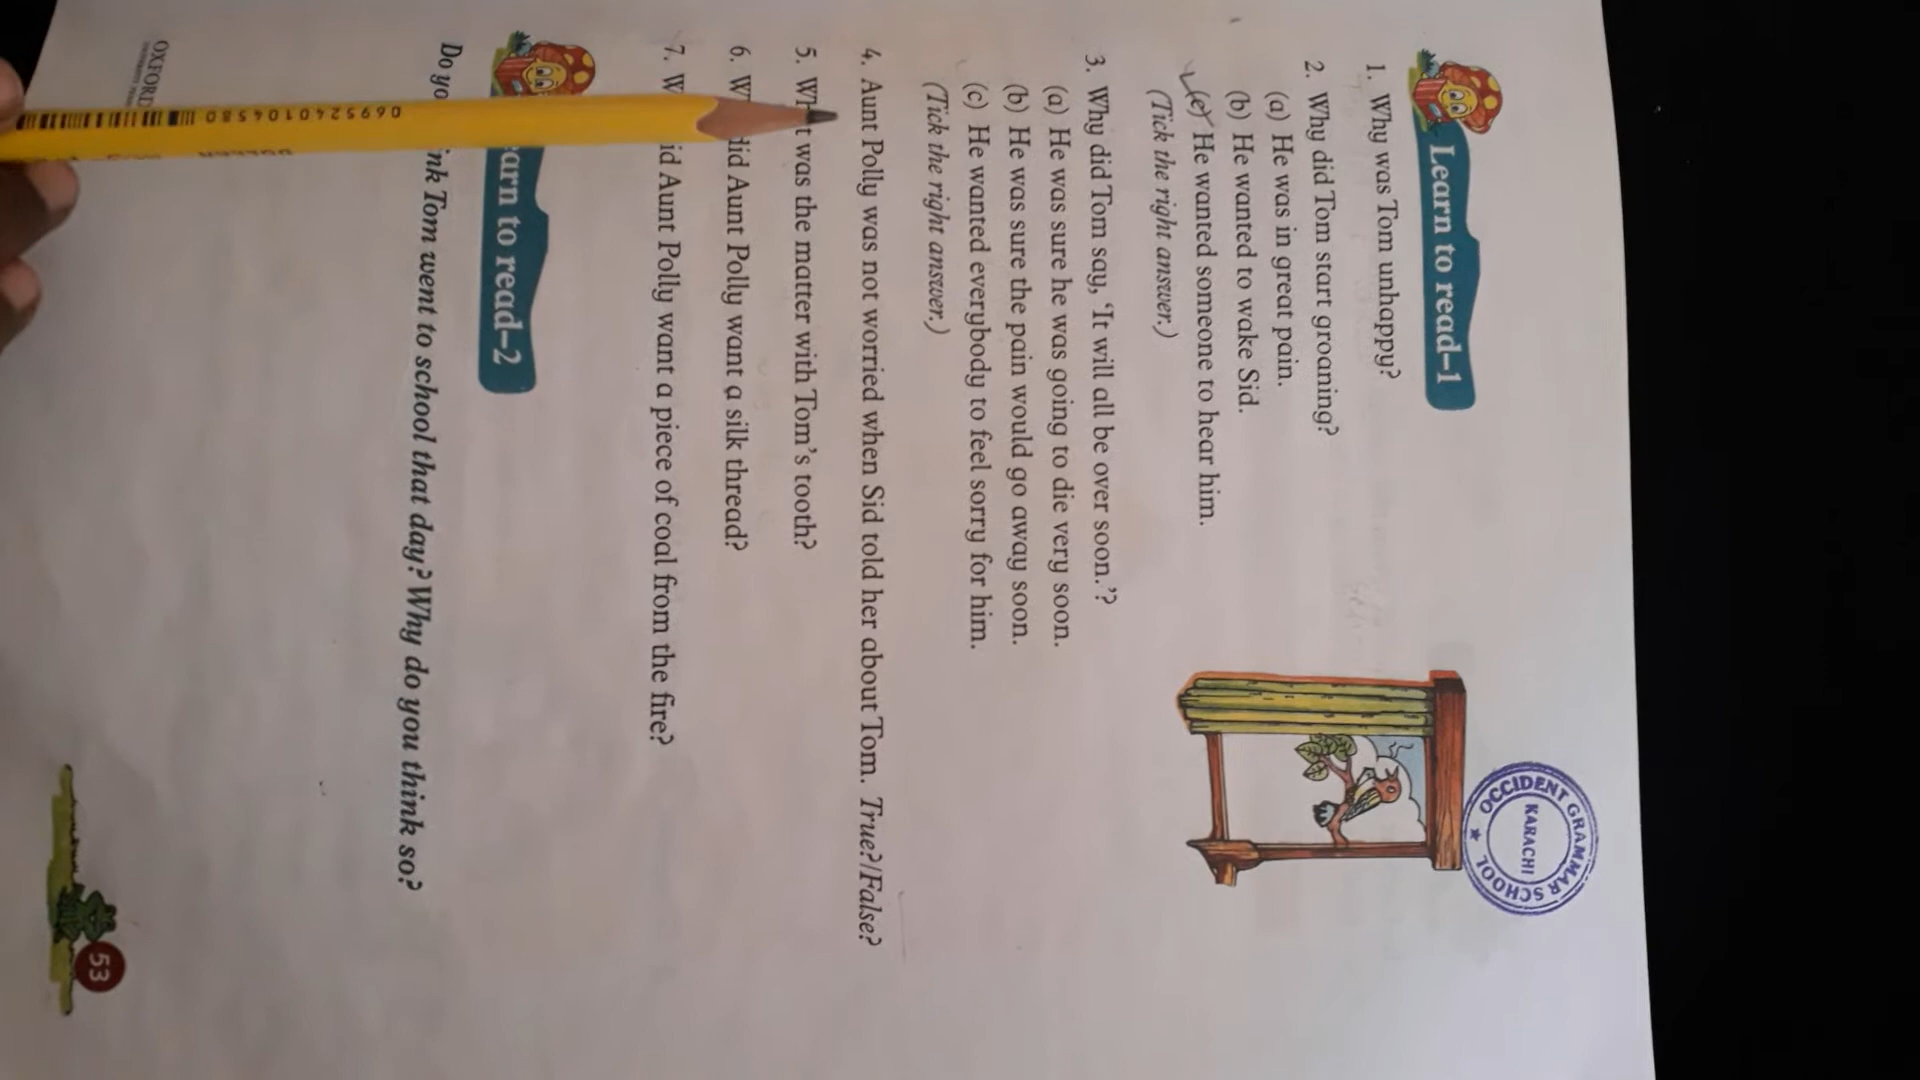 Learn to read–1
1. Why was Tom unhappy?
2. Why did Tom start groaning?
(a) He was in great pain.
(b) He wanted to wake Sid.
(c) He wanted someone to hear him.
(Tick the right answer.)
3. Why did Tom say, ‘It will all be over soon.’?
(a) He was sure he was going to die very soon.
(b) He was sure the pain would go away soon.
(c) He wanted everybody to feel sorry for him.
(Tick the right answer.)
4. Aunt Polly was not worried when Sid told her about Tom. True?/False?
5. Wh t was the matter with Tom’s tooth?
6. W did Aunt Polly want a silk thread?
7. W id Aunt Polly want a piece of coal from the fire?
arn to read–2
Do yo ink Tom went to school that day? Why do you think so?
OXFORD
53
OCCIDENT GRAMMAR SCHOOL
KARACHI
069524010404580